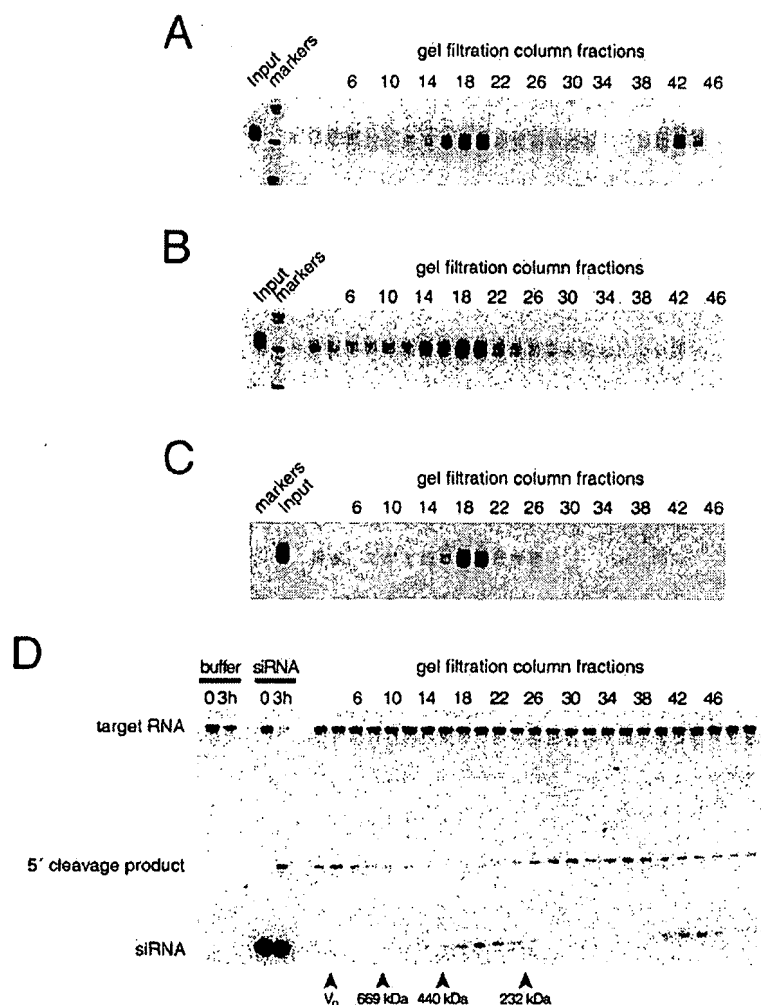 A
gel filtration column fractions
Input
markers
6 10 14 18 22 26 30 34 38 42 46
B
gel filtration column fractions
Input
markers
6 10 14 18 22 26 30 34 38 42 46
C
gel filtration column fractions
markers
Input
6 10 14 18 22 26 30 34 38 42 46
D
buffer siRNA gel filtration column fractions
0 3h 0 3h 6 10 14 18 22 26 30 34 38 42 46
target RNA
5´ cleavage product
siRNA
V₀ 669 kDa 440 kDa 232 kDa